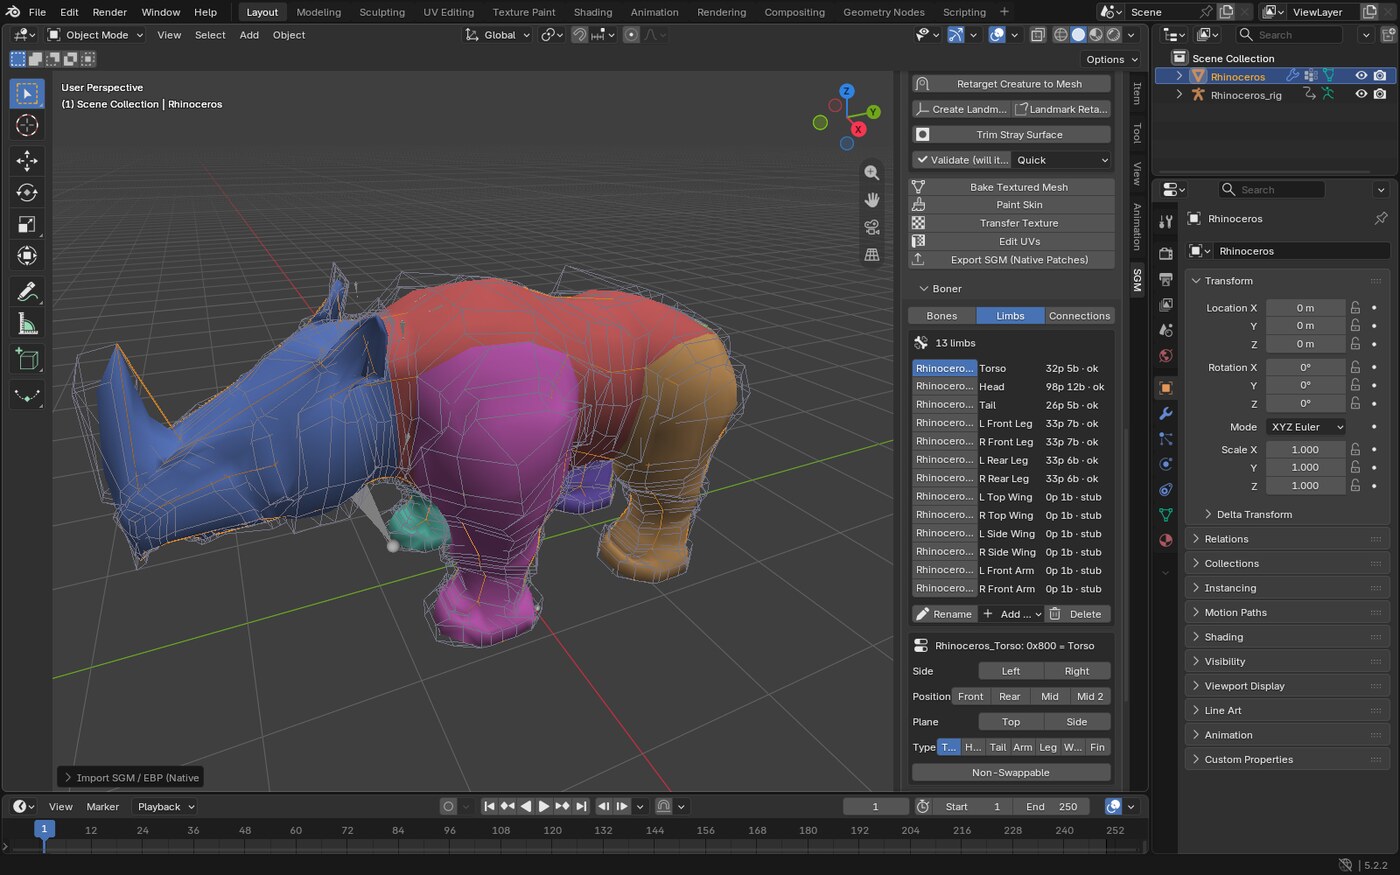 File Edit Render Window Help Layout Modeling Sculpting UV Editing Texture Paint Shading Animation Rendering Compositing Geometry Nodes Scripting + Scene ViewLayer
Object Mode View Select Add Object Global
Options
User Perspective
(1) Scene Collection | Rhinoceros
Z
Y
X
Retarget Creature to Mesh
Create Landm... Landmark Reta...
Trim Stray Surface
Validate (will it... Quick
Bake Textured Mesh
Paint Skin
Transfer Texture
Edit UVs
Export SGM (Native Patches)
Boner
Bones Limbs Connections
13 limbs
Rhinocero... Torso 32p 5b · ok
Rhinocero... Head 98p 12b · ok
Rhinocero... Tail 26p 5b · ok
Rhinocero... L Front Leg 33p 7b · ok
Rhinocero... R Front Leg 33p 7b · ok
Rhinocero... L Rear Leg 33p 6b · ok
Rhinocero... R Rear Leg 33p 6b · ok
Rhinocero... L Top Wing 0p 1b · stub
Rhinocero... R Top Wing 0p 1b · stub
Rhinocero... L Side Wing 0p 1b · stub
Rhinocero... R Side Wing 0p 1b · stub
Rhinocero... L Front Arm 0p 1b · stub
Rhinocero... R Front Arm 0p 1b · stub
Rename + Add ... Delete
Rhinoceros_Torso: 0x800 = Torso
Side Left Right
Position Front Rear Mid Mid 2
Plane Top Side
Type T... H... Tail Arm Leg W... Fin
Non-Swappable
Item
Tool
View
Animation
SGM
Import SGM / EBP (Native
Search
Scene Collection
Rhinoceros
Rhinoceros_rig
Search
Rhinoceros
Rhinoceros
Transform
Location X 0 m
Y 0 m
Z 0 m
Rotation X 0°
Y 0°
Z 0°
Mode XYZ Euler
Scale X 1.000
Y 1.000
Z 1.000
Delta Transform
Relations
Collections
Instancing
Motion Paths
Shading
Visibility
Viewport Display
Line Art
Animation
Custom Properties
View Marker Playback 1 Start 1 End 250
1 12 24 36 48 60 72 84 96 108 120 132 144 156 168 180 192 204 216 228 240 252
5.2.2